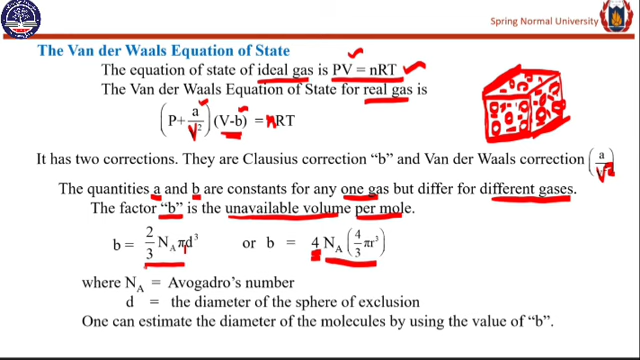 Spring Normal University
The Van der Waals Equation of State
The equation of state of ideal gas is PV = nRT
The Van der Waals Equation of State for real gas is
(P + a/V²) (V-b) = nRT
It has two corrections. They are Clausius correction “b” and Van der Waals correction (a/V²)
The quantities a and b are constants for any one gas but differ for different gases.
The factor “b” is the unavailable volume per mole.
b = 2/3 N_A πd³ or b = 4 N_A (4/3 πr³)
where N_A = Avogadro's number
d = the diameter of the sphere of exclusion
One can estimate the diameter of the molecules by using the value of “b”.